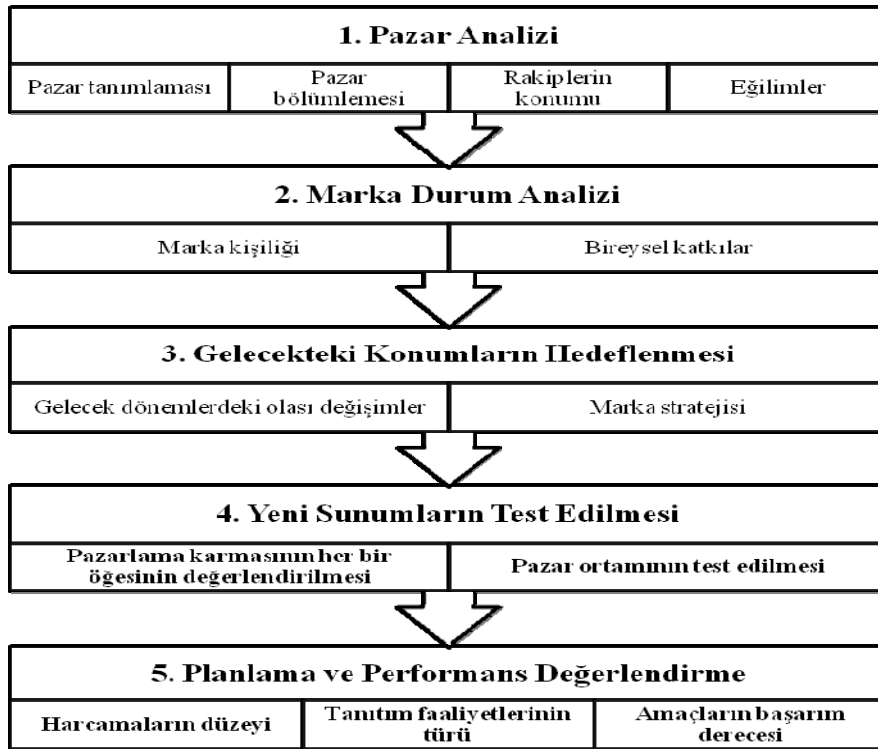 1. Pazar Analizi
Pazar tanımlaması
Pazar
bölümlemesi
Rakiplerin
konumu
Eğilimler
2. Marka Durum Analizi
Marka kişiliği
Bireysel katkılar
3. Gelecekteki Konumların Hedeflenmesi
Gelecek dönemlerdeki olası değişimler
Marka stratejisi
4. Yeni Sunumların Test Edilmesi
Pazarlama karmasının her bir
öğesinin değerlendirilmesi
Pazar ortamının test edilmesi
5. Planlama ve Performans Değerlendirme
Harcamaların düzeyi
Tanıtım faaliyetlerinin
türü
Amaçların başarım
derecesi